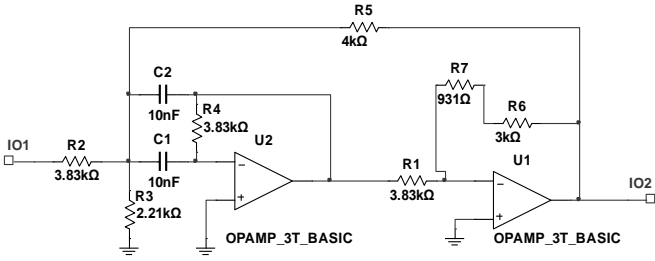 R5
4kΩ
C2
10nF
R4
3.83kΩ
R7
931Ω
R6
3kΩ
IO1
R2
3.83kΩ
C1
10nF
U2
R1
3.83kΩ
U1
IO2
R3
2.21kΩ
OPAMP_3T_BASIC
OPAMP_3T_BASIC